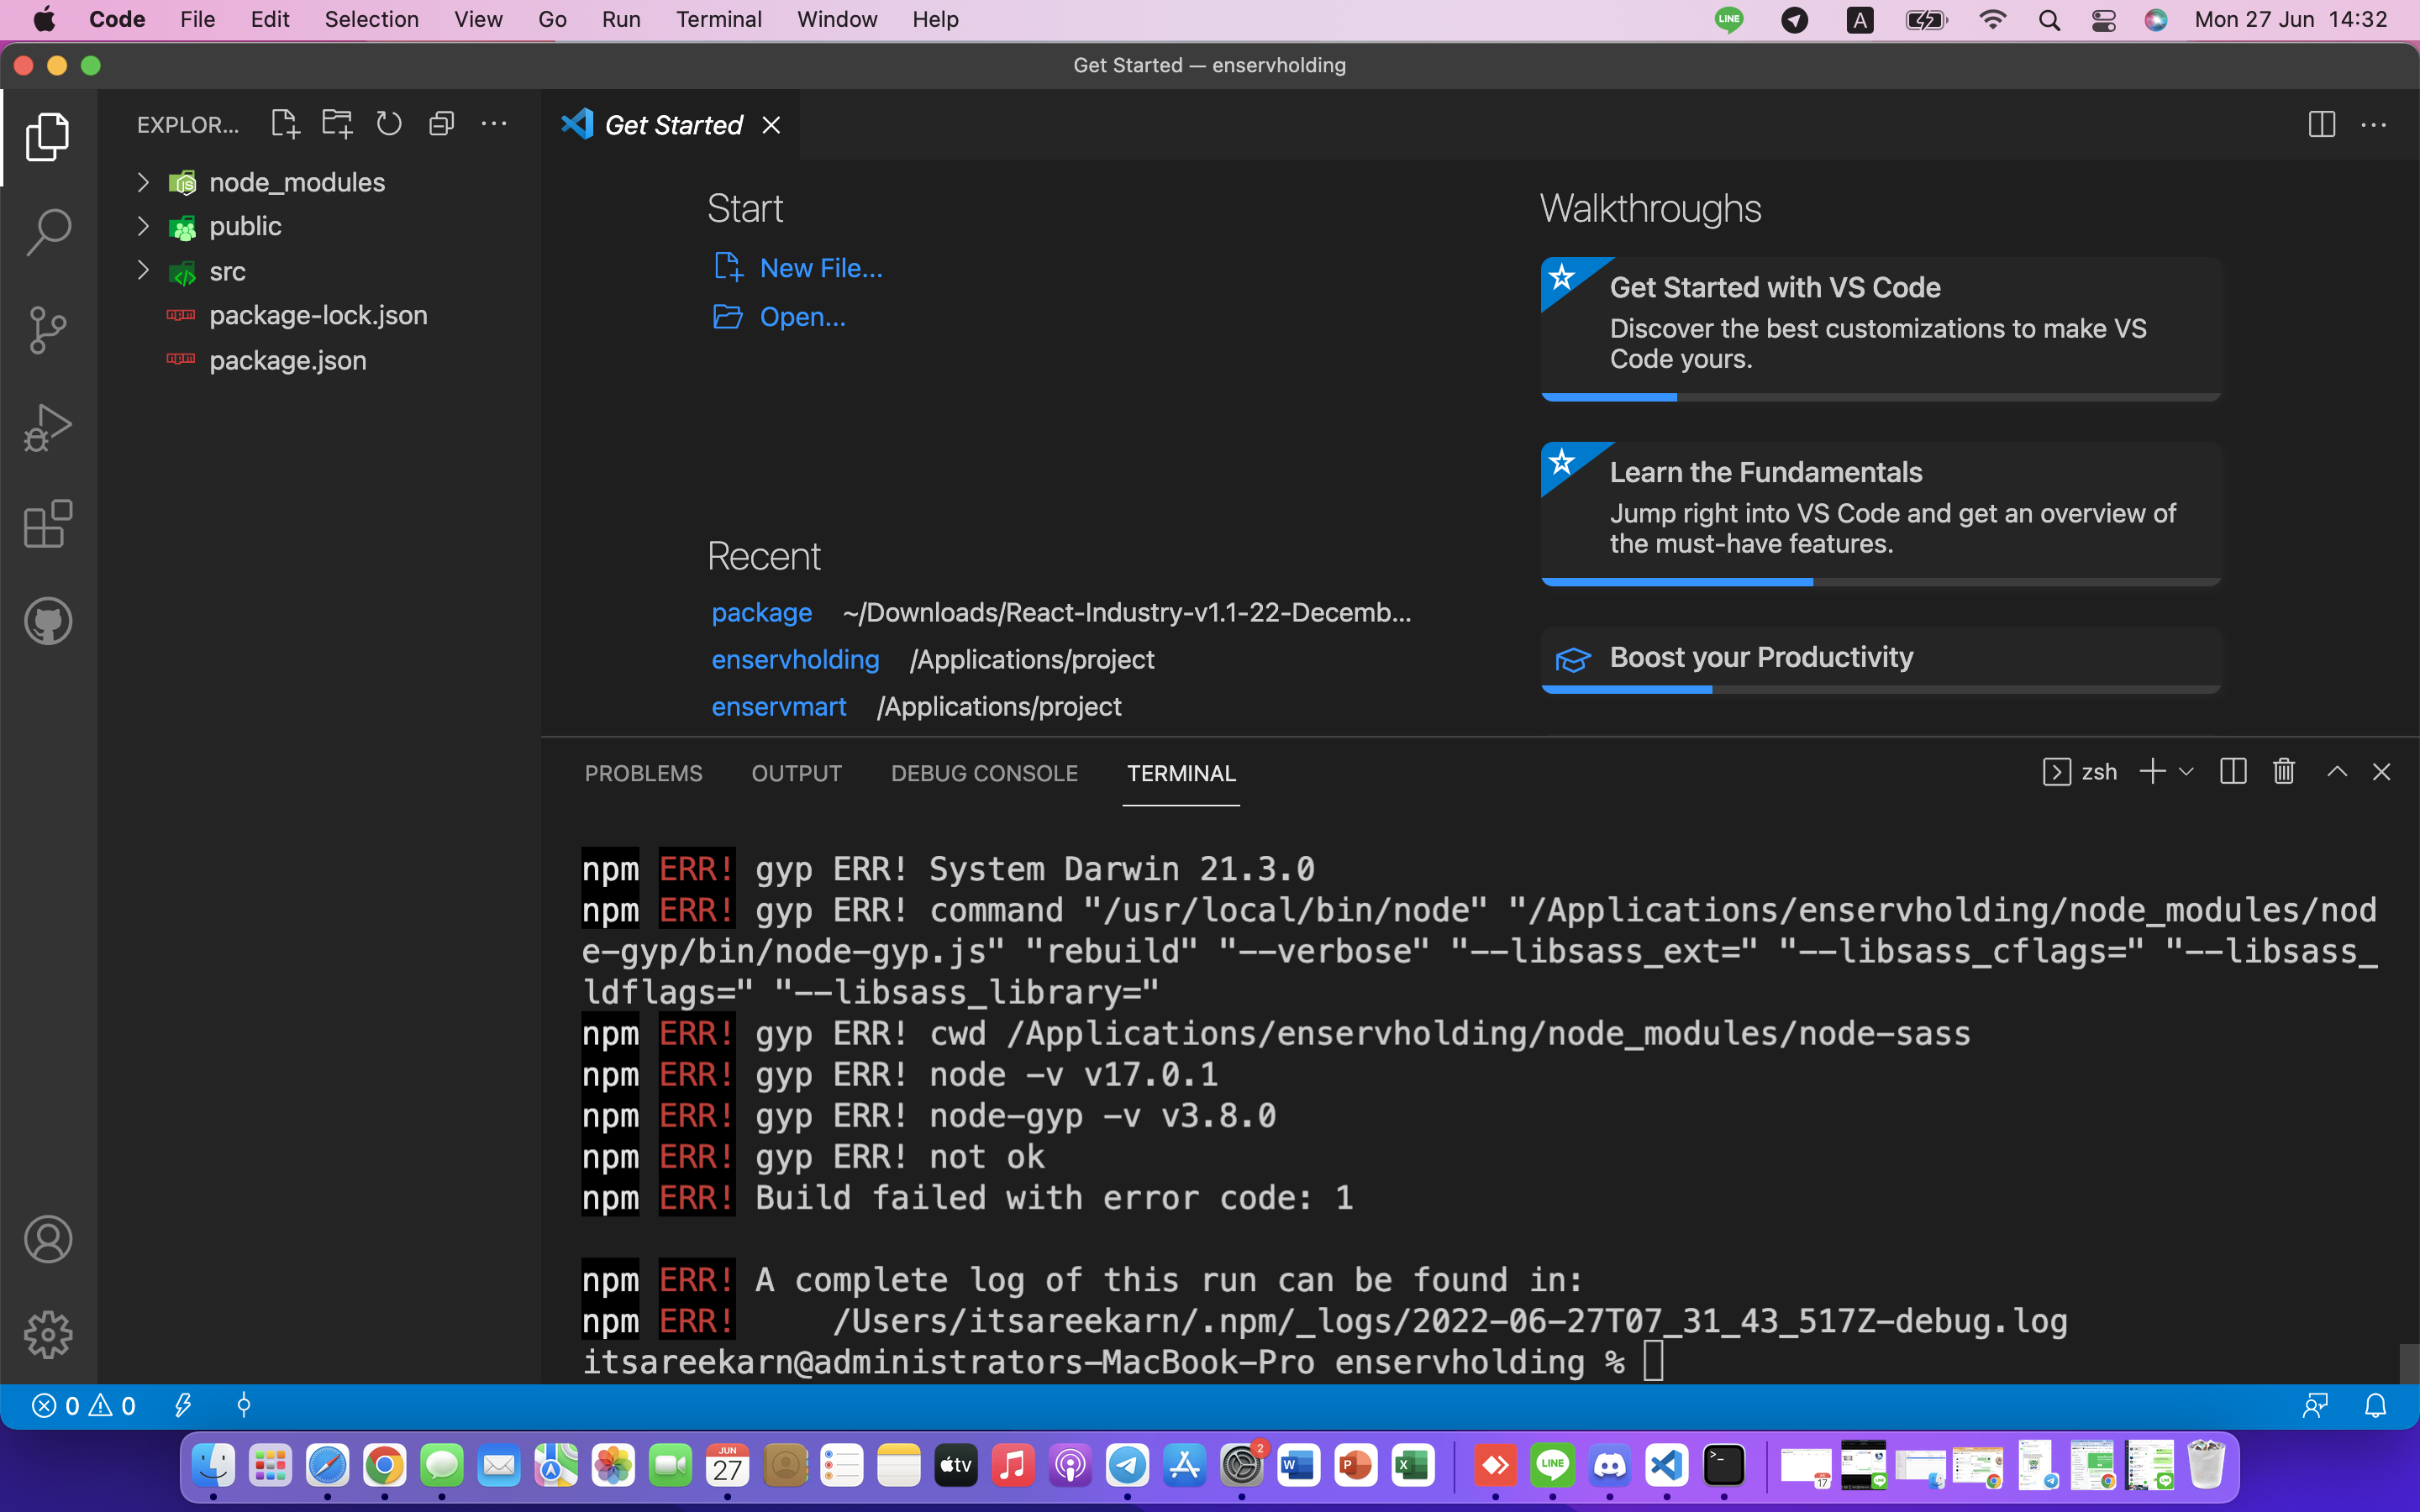 Code File Edit Selection View Go Run Terminal Window Help LINE A Mon 27 Jun 14:32
Get Started — enservholding
EXPLOR...
node_modules
public
src
package-lock.json
package.json
Get Started
Start
New File...
Open...
Recent
package ~/Downloads/React-Industry-v1.1-22-Decemb...
enservholding /Applications/project
enservmart /Applications/project
Walkthroughs
Get Started with VS Code
Discover the best customizations to make VS
Code yours.
Learn the Fundamentals
Jump right into VS Code and get an overview of
the must-have features.
Boost your Productivity
PROBLEMS OUTPUT DEBUG CONSOLE TERMINAL zsh
npm ERR! gyp ERR! System Darwin 21.3.0
npm ERR! gyp ERR! command "/usr/local/bin/node" "/Applications/enservholding/node_modules/nod
e-gyp/bin/node-gyp.js" "rebuild" "--verbose" "--libsass_ext=" "--libsass_cflags=" "--libsass_
ldflags=" "--libsass_library="
npm ERR! gyp ERR! cwd /Applications/enservholding/node_modules/node-sass
npm ERR! gyp ERR! node -v v17.0.1
npm ERR! gyp ERR! node-gyp -v v3.8.0
npm ERR! gyp ERR! not ok
npm ERR! Build failed with error code: 1
npm ERR! A complete log of this run can be found in:
npm ERR!     /Users/itsareekarn/.npm/_logs/2022-06-27T07_31_43_517Z-debug.log
itsareekarn@administrators-MacBook-Pro enservholding %
0 0
JUN
27
tv
2
W
P
X
LINE
17